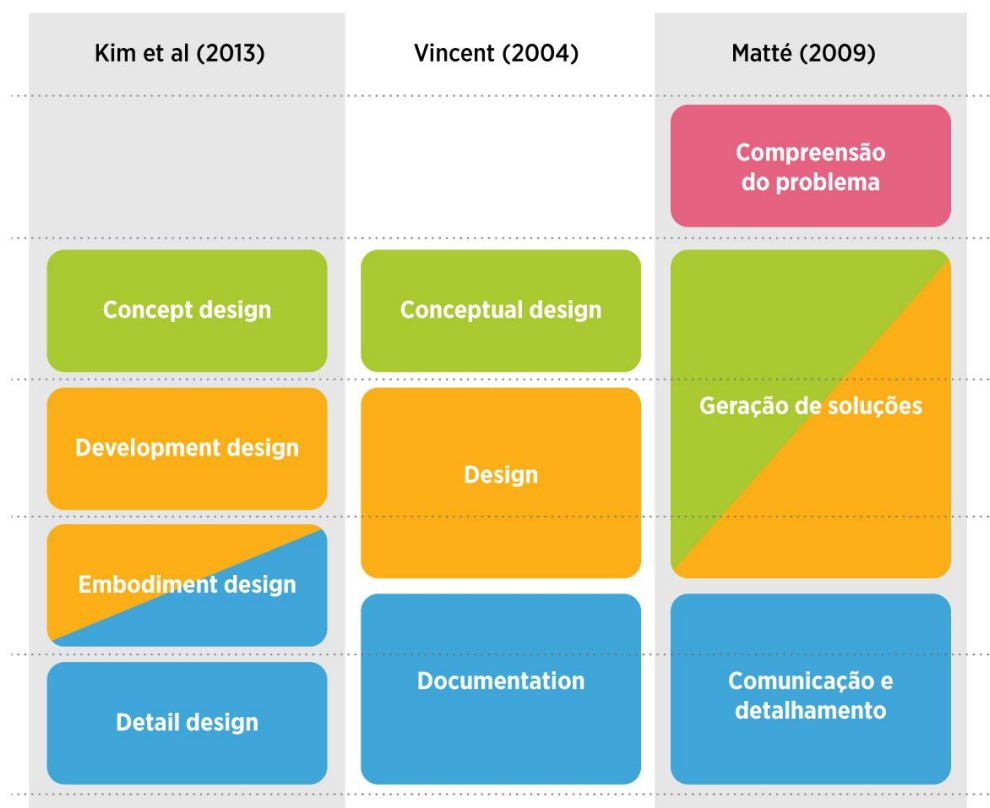 Kim et al (2013)
Vincent (2004)
Matté (2009)
Compreensão
do problema
Concept design
Conceptual design
Geração de soluções
Development design
Design
Embodiment design
Documentation
Comunicação e
detalhamento
Detail design